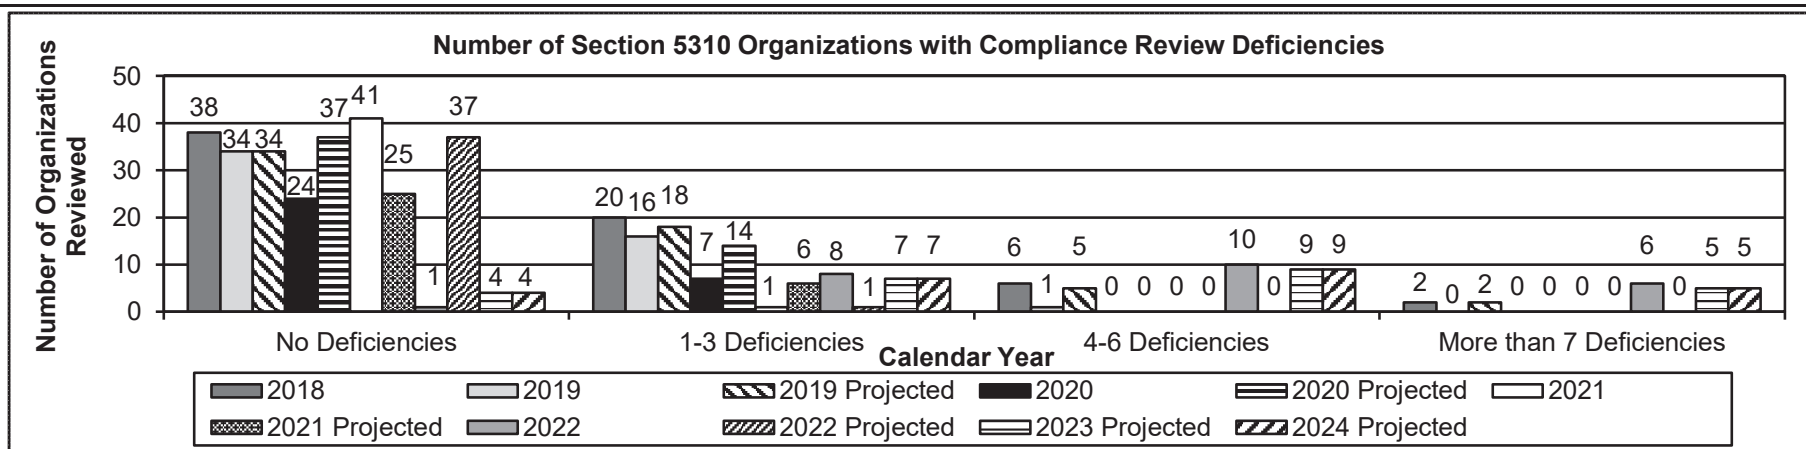 Number of Section 5310 Organizations with Compliance Review Deficiencies
Number of Organizations
Reviewed
50
40
30
20
10
0
38 34 34 24 37 41 25 1 37 4 4
20 16 18 7 14 1 6 8 1 7 7
6 1 5 0 0 0 0 10 0 9 9
2 0 2 0 0 0 0 6 0 5 5
No Deficiencies 1-3 Deficiencies 4-6 Deficiencies More than 7 Deficiencies
Calendar Year
2018 2019 2019 Projected 2020 2020 Projected 2021
2021 Projected 2022 2022 Projected 2023 Projected 2024 Projected